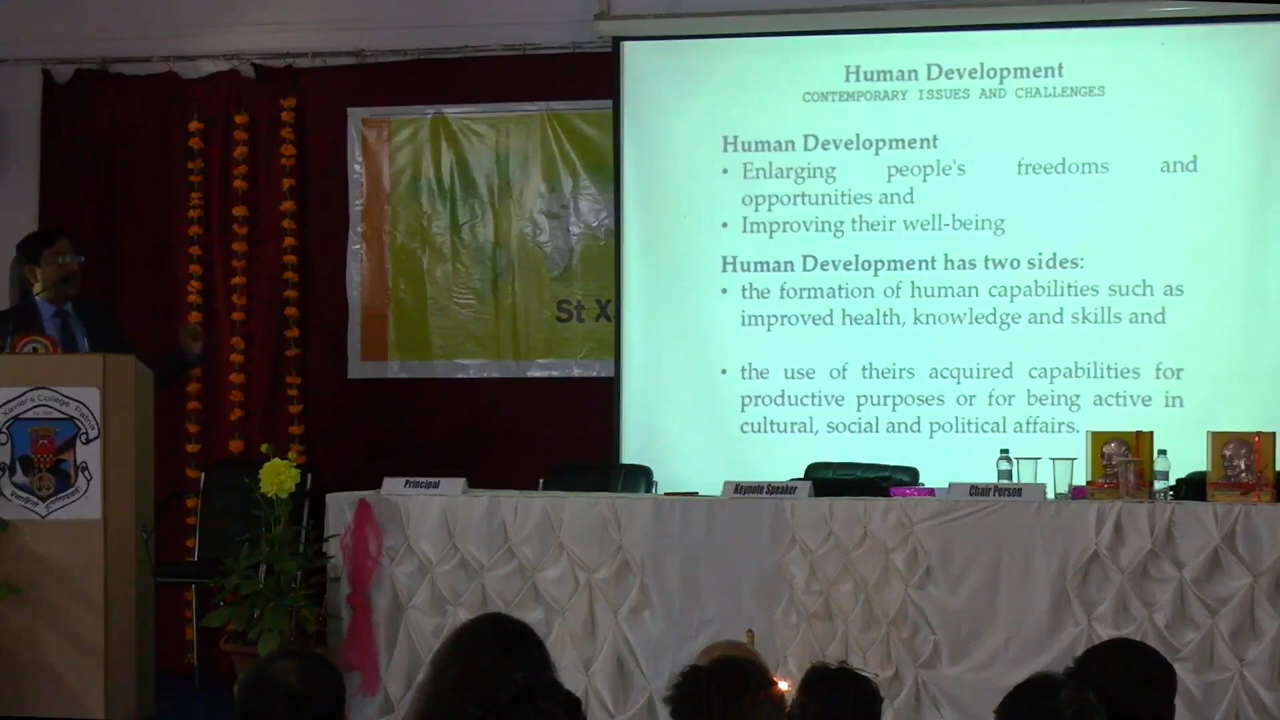 Human Development
CONTEMPORARY ISSUES AND CHALLENGES
Human Development
• Enlarging people's freedoms and
opportunities and
• Improving their well-being
Human Development has two sides:
• the formation of human capabilities such as
improved health, knowledge and skills and
• the use of theirs acquired capabilities for
productive purposes or for being active in
cultural, social and political affairs.
St X
Xavier's College, Patna
Principal
Keynote Speaker
Chair Person